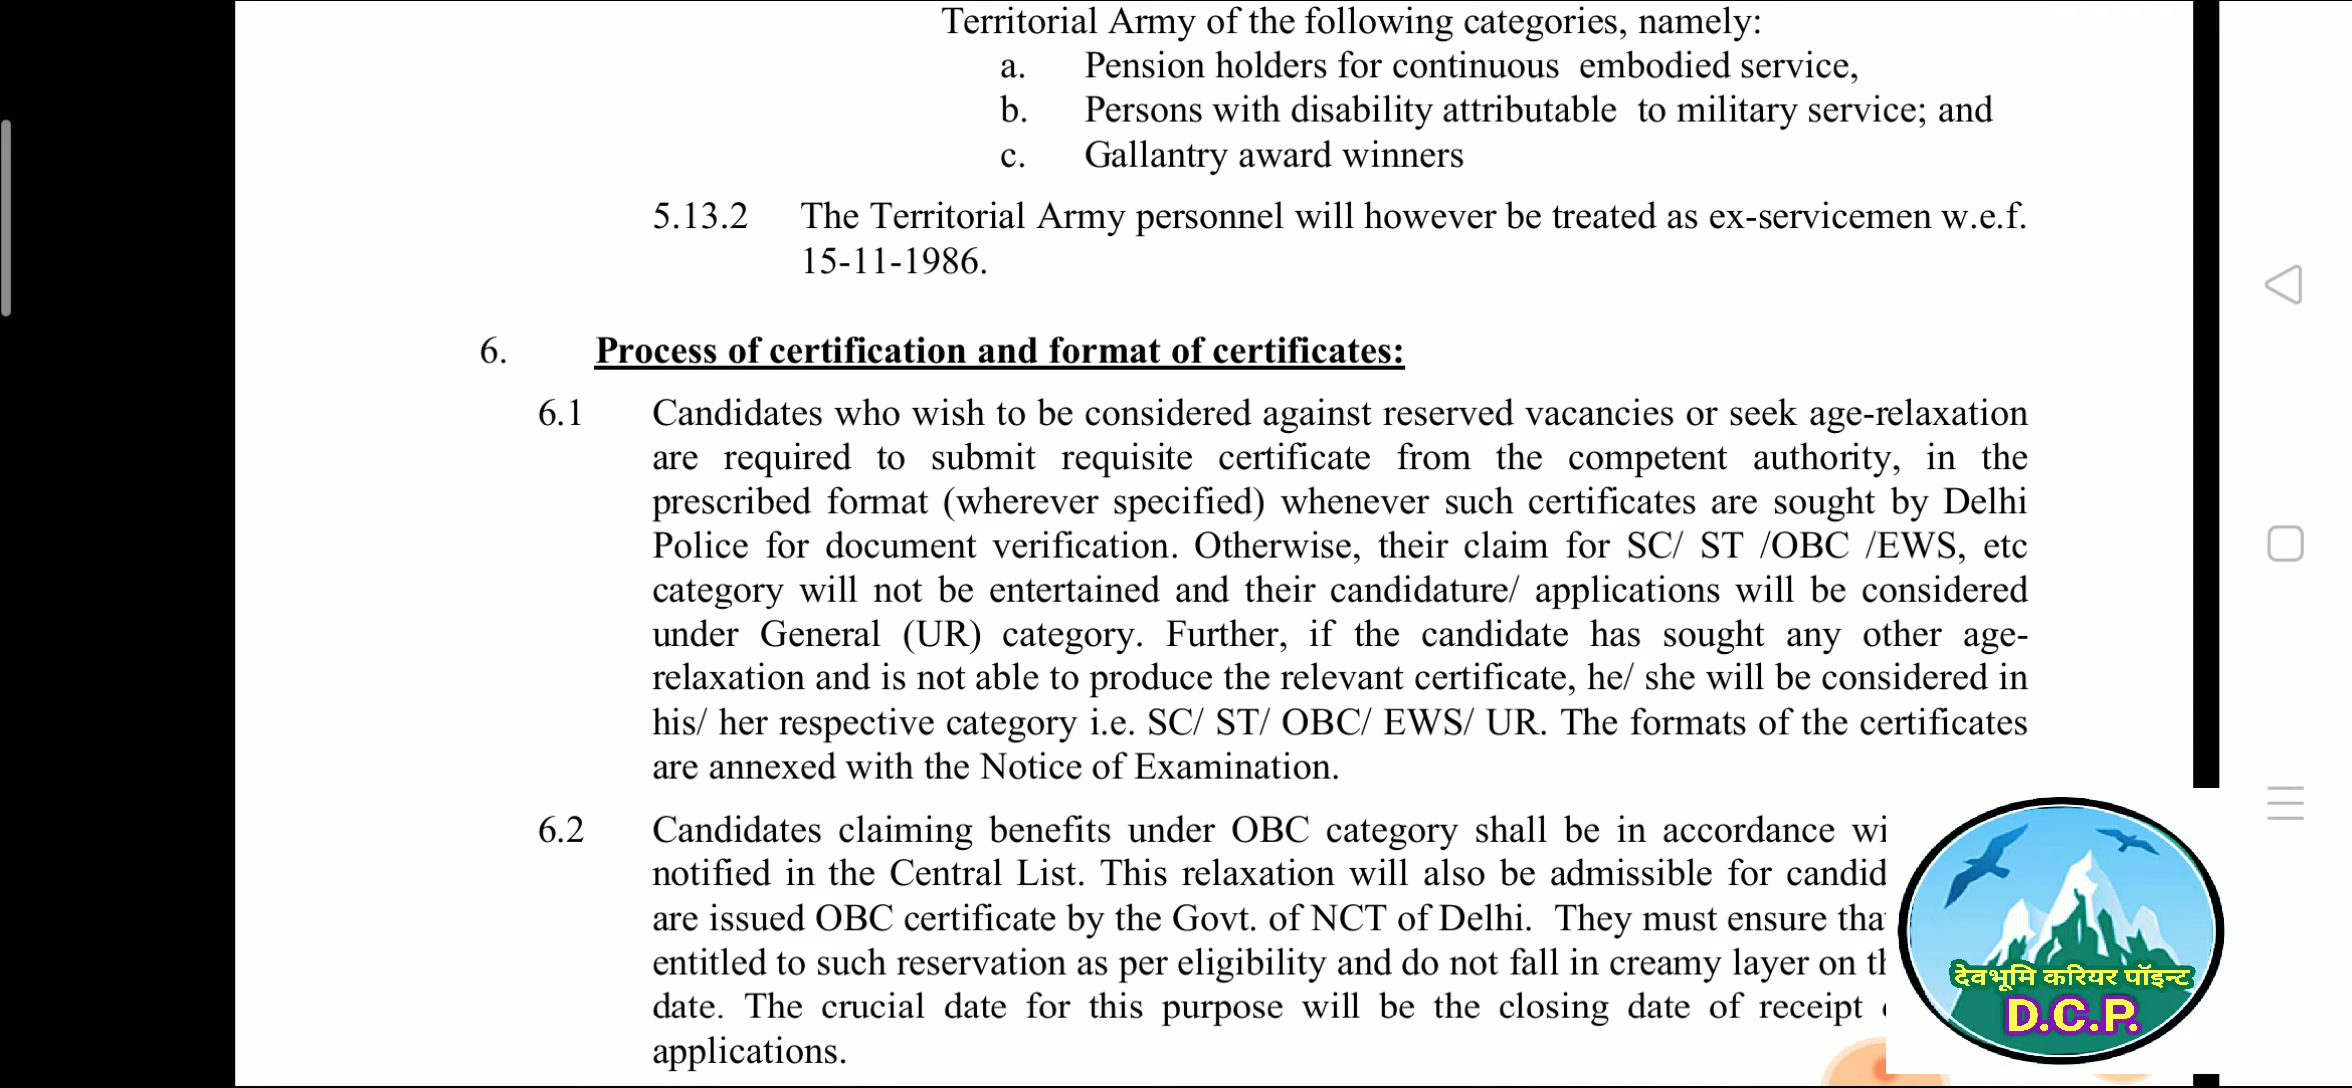 Territorial Army of the following categories, namely:
a. Pension holders for continuous embodied service,
b. Persons with disability attributable to military service; and
c. Gallantry award winners
5.13.2 The Territorial Army personnel will however be treated as ex-servicemen w.e.f.
15-11-1986.
6. Process of certification and format of certificates:
6.1 Candidates who wish to be considered against reserved vacancies or seek age-relaxation
are required to submit requisite certificate from the competent authority, in the
prescribed format (wherever specified) whenever such certificates are sought by Delhi
Police for document verification. Otherwise, their claim for SC/ ST /OBC /EWS, etc
category will not be entertained and their candidature/ applications will be considered
under General (UR) category. Further, if the candidate has sought any other age-
relaxation and is not able to produce the relevant certificate, he/ she will be considered in
his/ her respective category i.e. SC/ ST/ OBC/ EWS/ UR. The formats of the certificates
are annexed with the Notice of Examination.
6.2 Candidates claiming benefits under OBC category shall be in accordance
notified in the Central List. This relaxation will also be admissible for
are issued OBC certificate by the Govt. of NCT of Delhi. They must ensure
entitled to such reservation as per eligibility and do not fall in creamy layer on
date. The crucial date for this purpose will be the closing date of receipt
applications.
देवभूमि करियर पॉइन्ट
D.C.P.